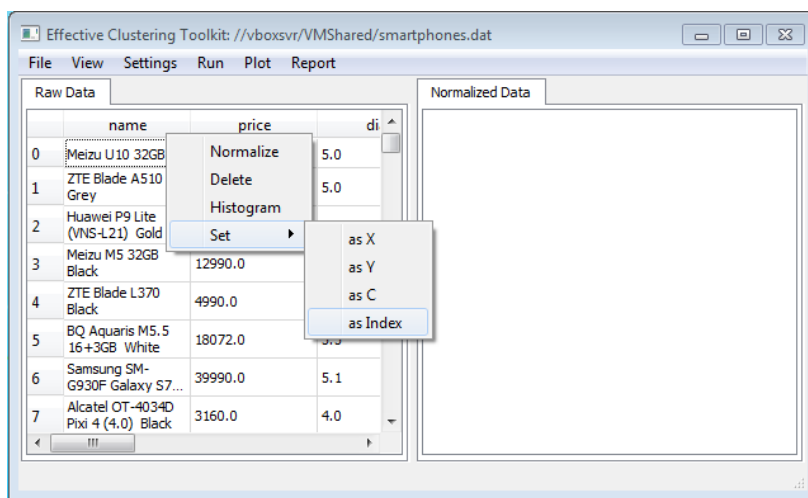 Effective Clustering Toolkit: //vboxsvr/VMShared/smartphones.dat
File View Settings Run Plot Report
Raw Data
Normalized Data
name price
0 Meizu U10 32GB 5.0
1 ZTE Blade A510 Grey 5.0
2 Huawei P9 Lite (VNS-L21) Gold
3 Meizu M5 32GB Black 12990.0
4 ZTE Blade L370 Black 4990.0
5 BQ Aquaris M5.5 16+3GB White 18072.0
6 Samsung SM-G930F Galaxy S7... 39990.0 5.1
7 Alcatel OT-4034D Pixi 4 (4.0) Black 3160.0 4.0
Normalize
Delete
Histogram
Set
as X
as Y
as C
as Index